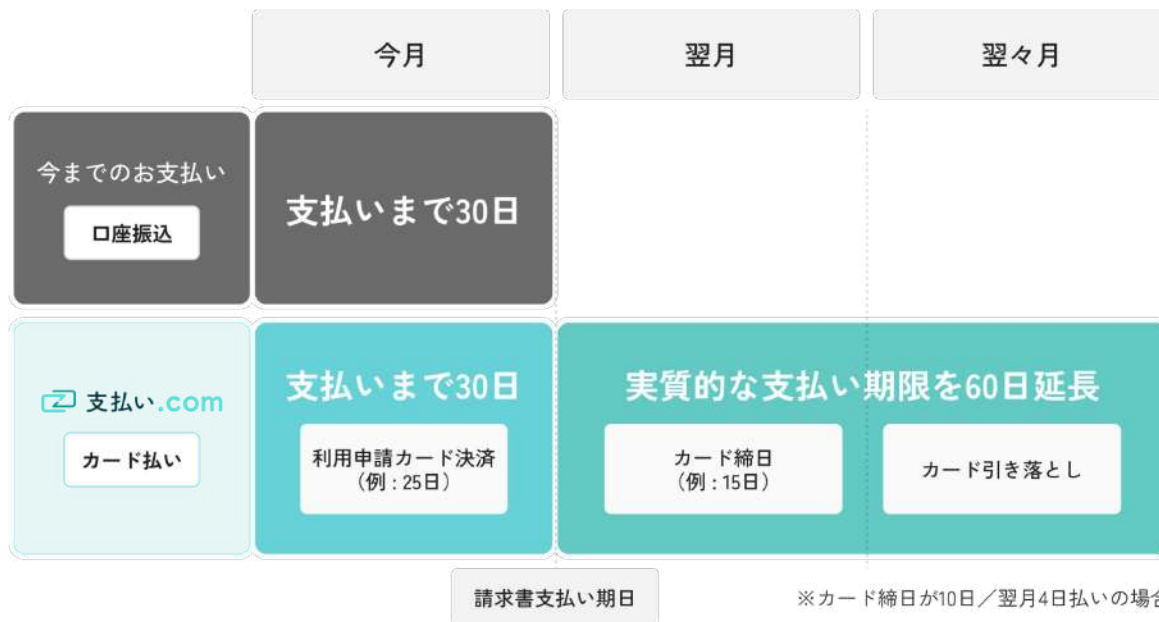 今月
翌月
翌々月
今までのお支払い
口座振込
支払いまで30日
支払い.com
カード払い
支払いまで30日
利用申請カード決済
（例：25日）
実質的な支払い期限を60日延長
カード締日
（例：15日）
カード引き落とし
請求書支払い期日
※カード締日が10日／翌月4日払いの場合